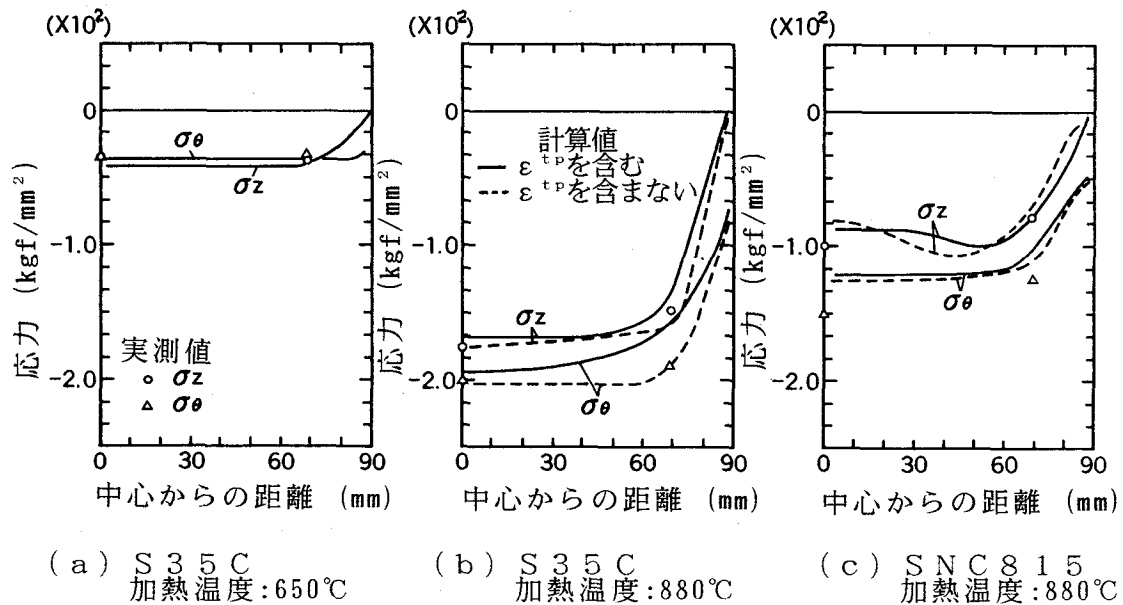 (X10²)
0
-1.0
-2.0
応力 (kgf/mm²)
σθ
σz
実測値
○ σz
△ σθ
0 30 60 90
中心からの距離 (mm)
(a) S35C
加熱温度:650℃
(X10²)
0
-1.0
-2.0
応力 (kgf/mm²)
計算値
εᵗᵖを含む
εᵗᵖを含まない
σz
σθ
0 30 60 90
中心からの距離 (mm)
(b) S35C
加熱温度:880℃
(X10²)
0
-1.0
-2.0
応力 (kgf/mm²)
σz
σθ
0 30 60 90
中心からの距離 (mm)
(c) SNC815
加熱温度:880℃